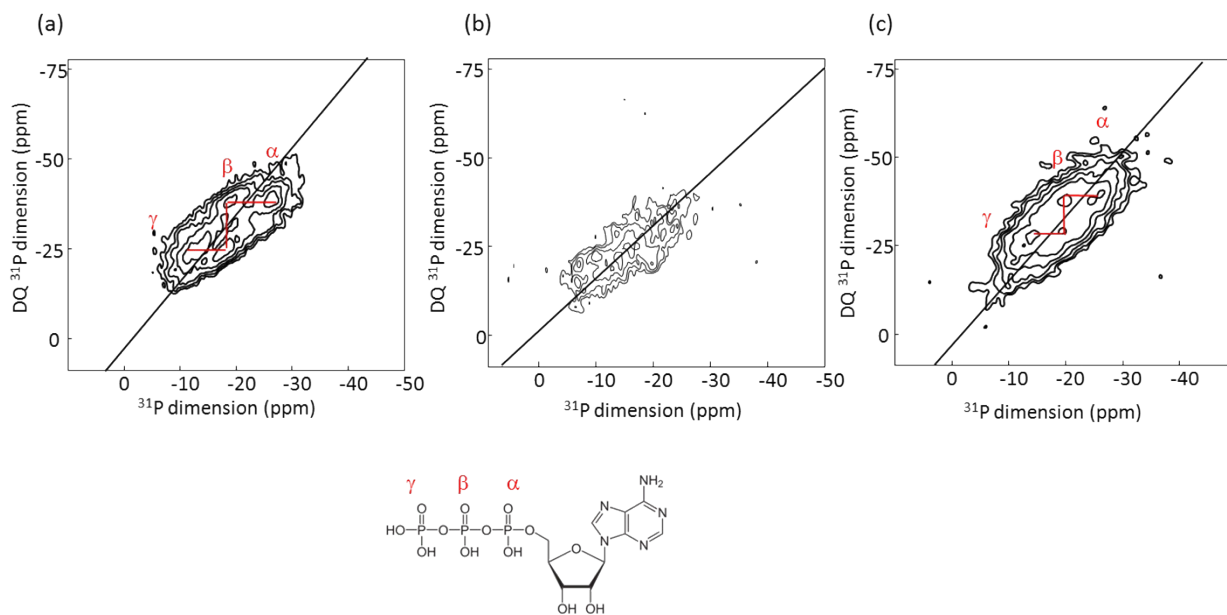 (a)
-75
-50
-25
0
DQ ³¹P dimension (ppm)
γ
β
α
0 -10 -20 -30 -40 -50
³¹P dimension (ppm)
(b)
-75
-50
-25
0
DQ ³¹P dimension (ppm)
0 -10 -20 -30 -40 -50
³¹P dimension (ppm)
(c)
-75
-50
-25
0
DQ ³¹P dimension (ppm)
γ
β
α
0 -10 -20 -30 -40
³¹P dimension (ppm)
γ β α
NH₂
O O O N N
HO P O P O P O N N
OH OH OH O
OH OH